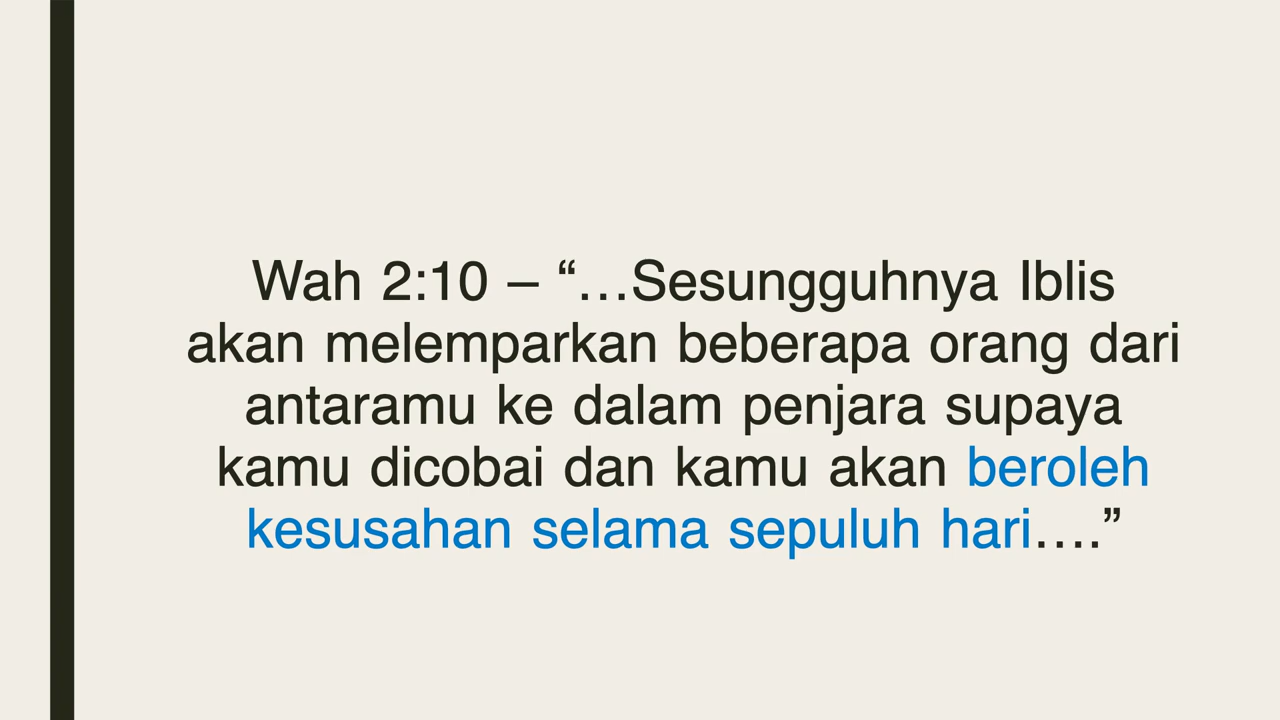 Wah 2:10 – “…Sesungguhnya Iblis
akan melemparkan beberapa orang dari
antaramu ke dalam penjara supaya
kamu dicobai dan kamu akan beroleh
kesusahan selama sepuluh hari….”